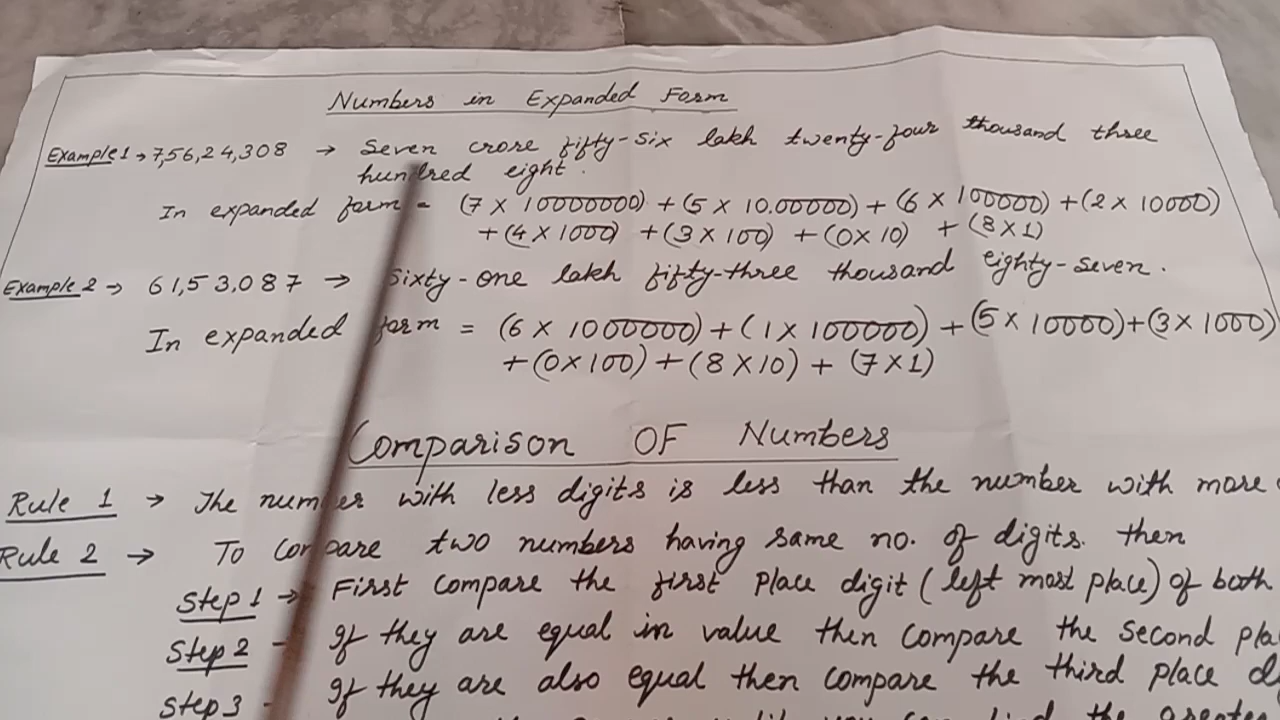 Numbers in Expanded Form
Example 1 → 7,56,24,308 → Seven crore fifty-six lakh twenty-four thousand three
hundred eight.
In expanded form = (7 × 10000000) + (5 × 10.00000) + (6 × 100000) + (2 × 10000)
+ (4 × 1000) + (3 × 100) + (0 × 10) + (8 × 1)
Example 2 → 61,53,087 → Sixty-one lakh fifty-three thousand eighty-seven.
In expanded form = (6 × 1000000) + (1 × 100000) + (5 × 10000) + (3 × 1000)
+ (0 × 100) + (8 × 10) + (7 × 1)
Comparison OF Numbers
Rule 1 → The number with less digits is less than the number with more
Rule 2 → To compare two numbers having same no. of digits. then
Step 1 → First compare the first place digit (left most place) of both
Step 2 - If they are equal in value then compare the second
Step 3 - If they are also equal then compare the third place
you can find the greater